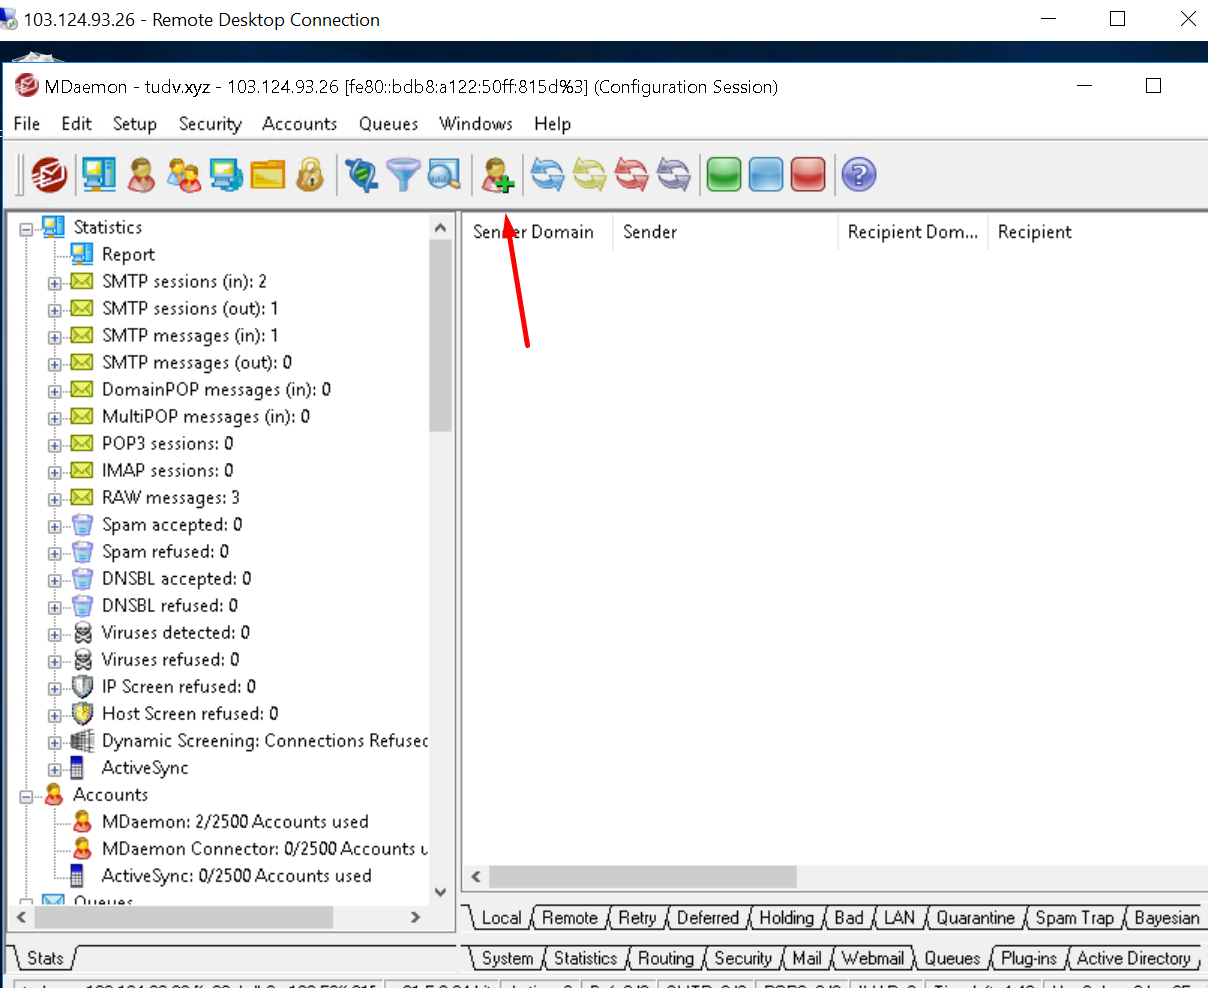 103.124.93.26 - Remote Desktop Connection
MDaemon - tudv.xyz - 103.124.93.26 [fe80::bdb8:a122:50ff:815d%3] (Configuration Session)
File Edit Setup Security Accounts Queues Windows Help
Statistics
Report
SMTP sessions (in): 2
SMTP sessions (out): 1
SMTP messages (in): 1
SMTP messages (out): 0
DomainPOP messages (in): 0
MultiPOP messages (in): 0
POP3 sessions: 0
IMAP sessions: 0
RAW messages: 3
Spam accepted: 0
Spam refused: 0
DNSBL accepted: 0
DNSBL refused: 0
Viruses detected: 0
Viruses refused: 0
IP Screen refused: 0
Host Screen refused: 0
Dynamic Screening: Connections Refused
ActiveSync
Accounts
MDaemon: 2/2500 Accounts used
MDaemon Connector: 0/2500 Accounts u
ActiveSync: 0/2500 Accounts used
Queues
Stats
Sender Domain Sender Recipient Dom... Recipient
Local Remote Retry Deferred Holding Bad LAN Quarantine Spam Trap Bayesian
System Statistics Routing Security Mail Webmail Queues Plug-ins Active Directory